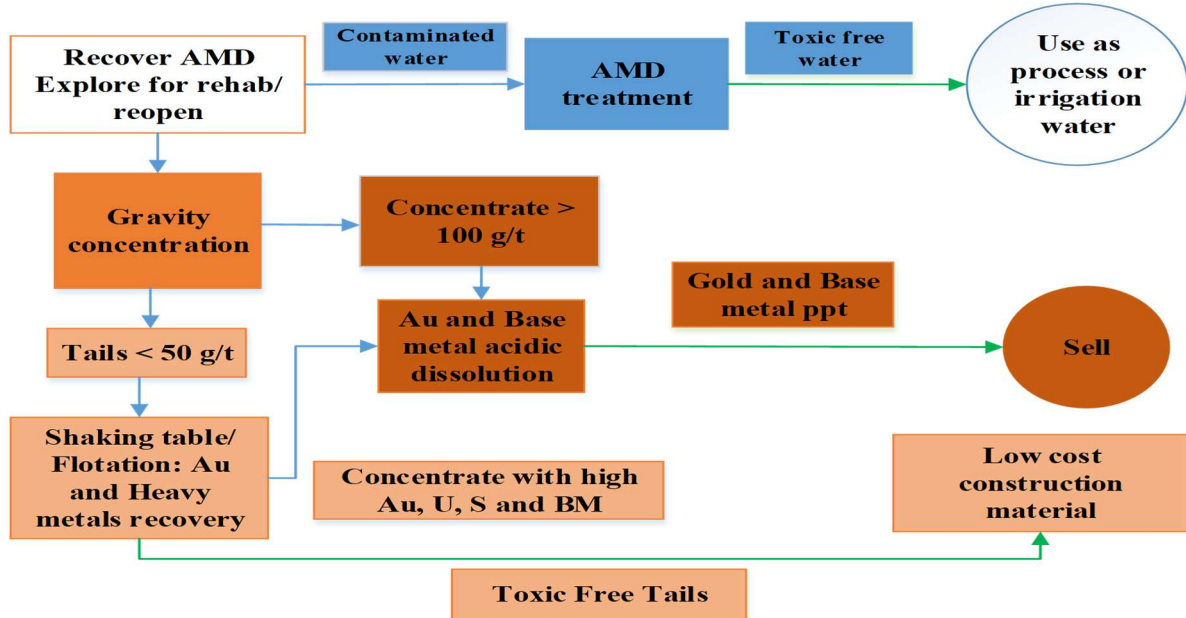 Recover AMD
Explore for rehab/
reopen
Contaminated
water
AMD
treatment
Toxic free
water
Use as
process or
irrigation
water
Gravity
concentration
Concentrate >
100 g/t
Gold and Base
metal ppt
Tails < 50 g/t
Au and Base
metal acidic
dissolution
Sell
Shaking table/
Flotation: Au
and Heavy
metals recovery
Concentrate with high
Au, U, S and BM
Low cost
construction
material
Toxic Free Tails